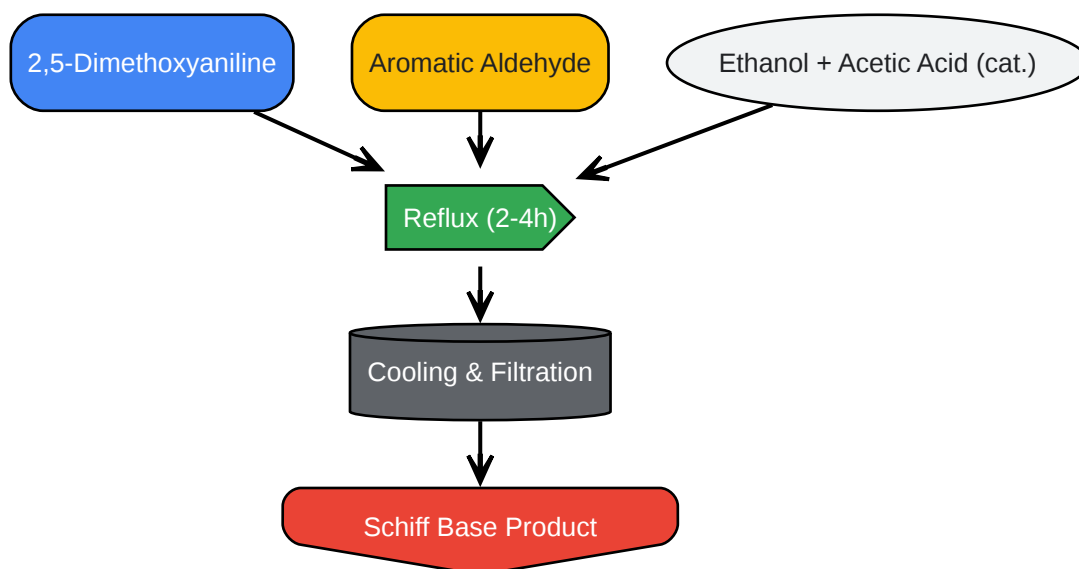 2,5-Dimethoxyaniline
Aromatic Aldehyde
Ethanol + Acetic Acid (cat.)
Reflux (2-4h)
Cooling & Filtration
Schiff Base Product